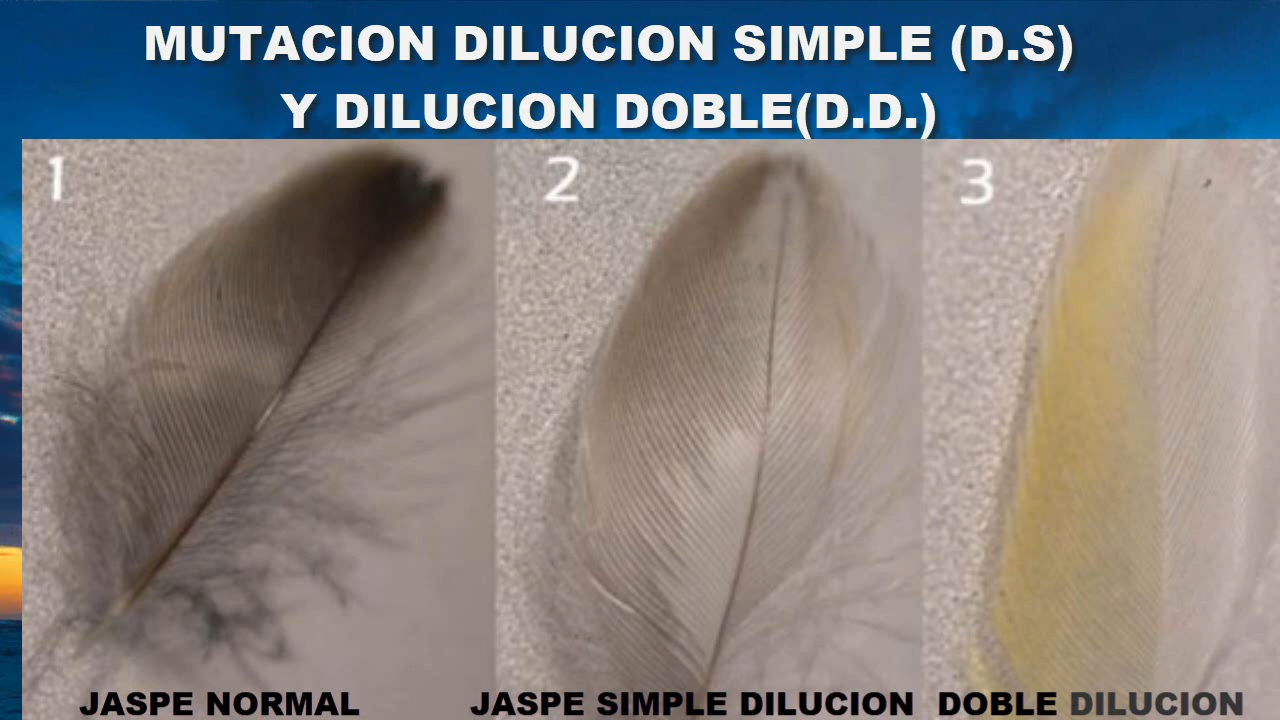 MUTACION DILUCION SIMPLE (D.S)
Y DILUCION DOBLE(D.D.)
1
2
3
JASPE NORMAL
JASPE SIMPLE DILUCION
DOBLE DILUCION